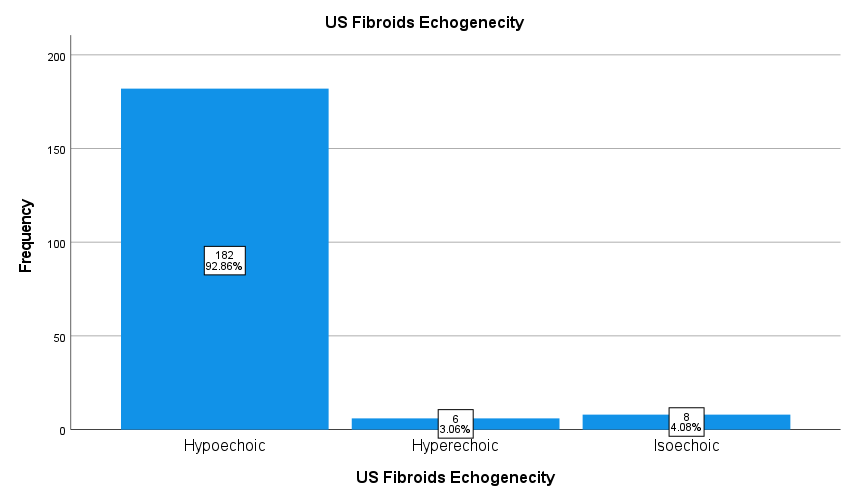 US Fibroids Echogenecity
Frequency
200
150
100
50
0
182
92.86%
6
3.06%
8
4.08%
Hypoechoic
Hyperechoic
Isoechoic
US Fibroids Echogenecity